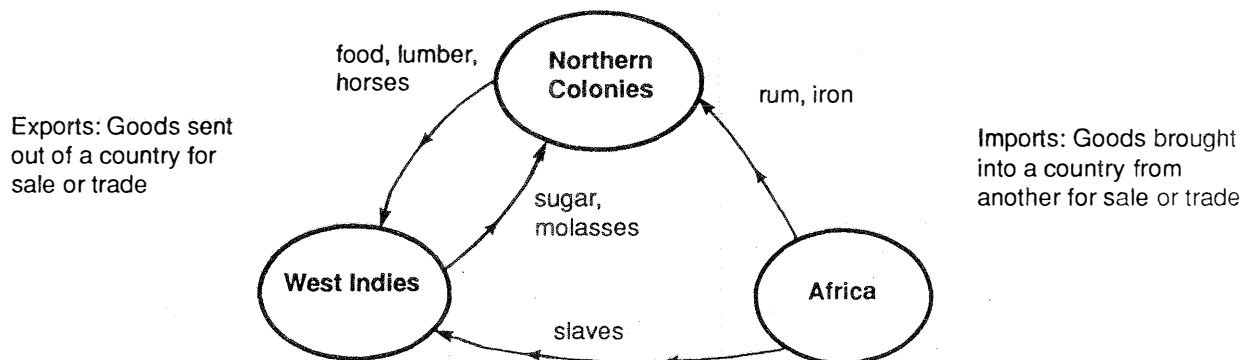 food, lumber,
horses
Northern
Colonies
rum, iron
Exports: Goods sent
out of a country for
sale or trade
Imports: Goods brought
into a country from
another for sale or trade
sugar,
molasses
West Indies
Africa
slaves